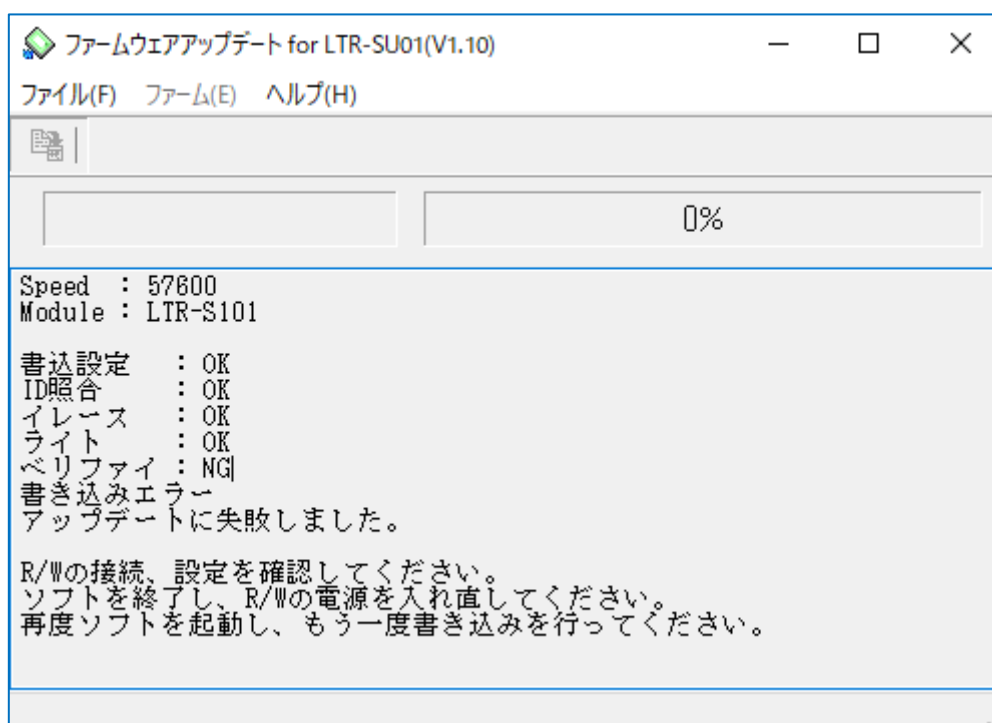 ファームウェアアップデート for LTR-SU01(V1.10)
ファイル(F) ファーム(E) ヘルプ(H)
0%
Speed : 57600
Module : LTR-S101
書込設定 : OK
ID照合 : OK
イレース : OK
ライト : OK
ベリファイ : NG
書き込みエラー
アップデートに失敗しました。
R/Wの接続、設定を確認してください。
ソフトを終了し、R/Wの電源を入れ直してください。
再度ソフトを起動し、もう一度書き込みを行ってください。